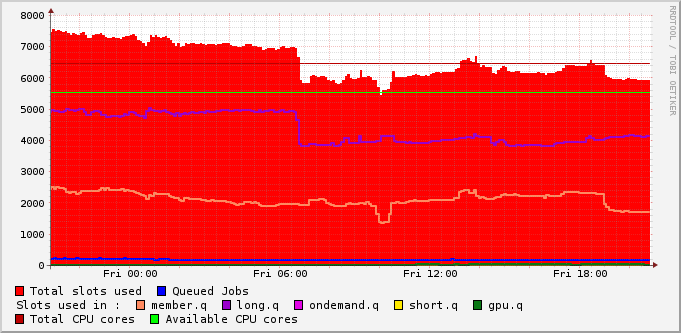 RRDTOOL / TOBI OETIKER
8000
7000
6000
5000
4000
3000
2000
1000
0
Fri 00:00 Fri 06:00 Fri 12:00 Fri 18:00
Total slots used Queued Jobs
Slots used in : member.q long.q ondemand.q short.q gpu.q
Total CPU cores Available CPU cores